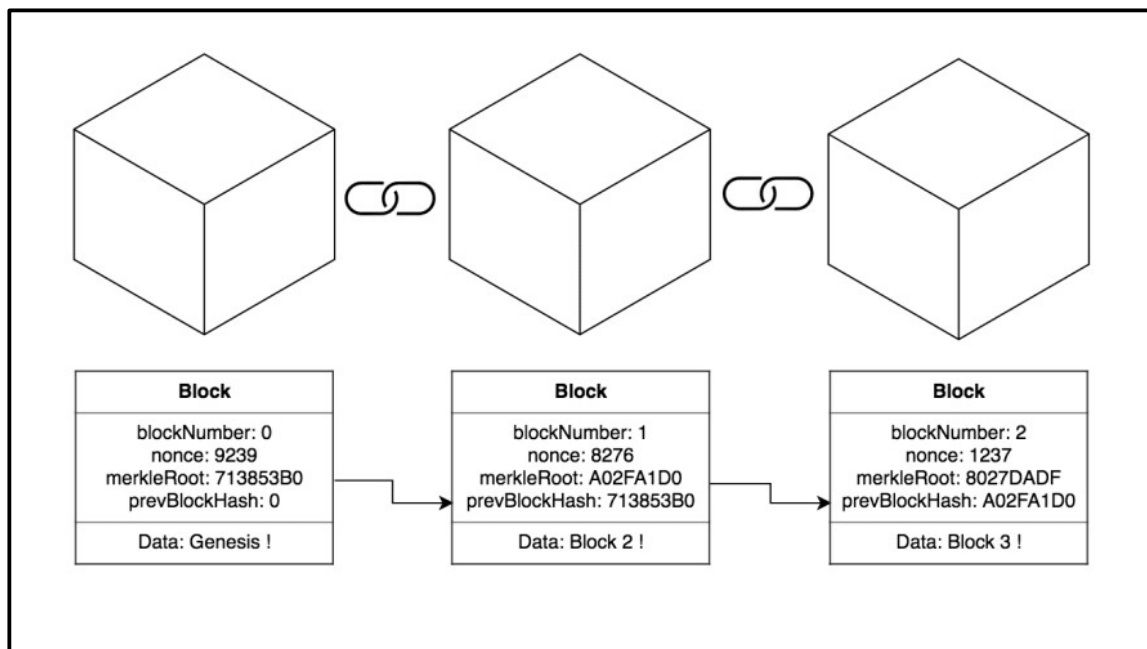 Block
blockNumber: 0
nonce: 9239
merkleRoot: 713853B0
prevBlockHash: 0
Data: Genesis !
Block
blockNumber: 1
nonce: 8276
merkleRoot: A02FA1D0
prevBlockHash: 713853B0
Data: Block 2 !
Block
blockNumber: 2
nonce: 1237
merkleRoot: 8027DADF
prevBlockHash: A02FA1D0
Data: Block 3 !